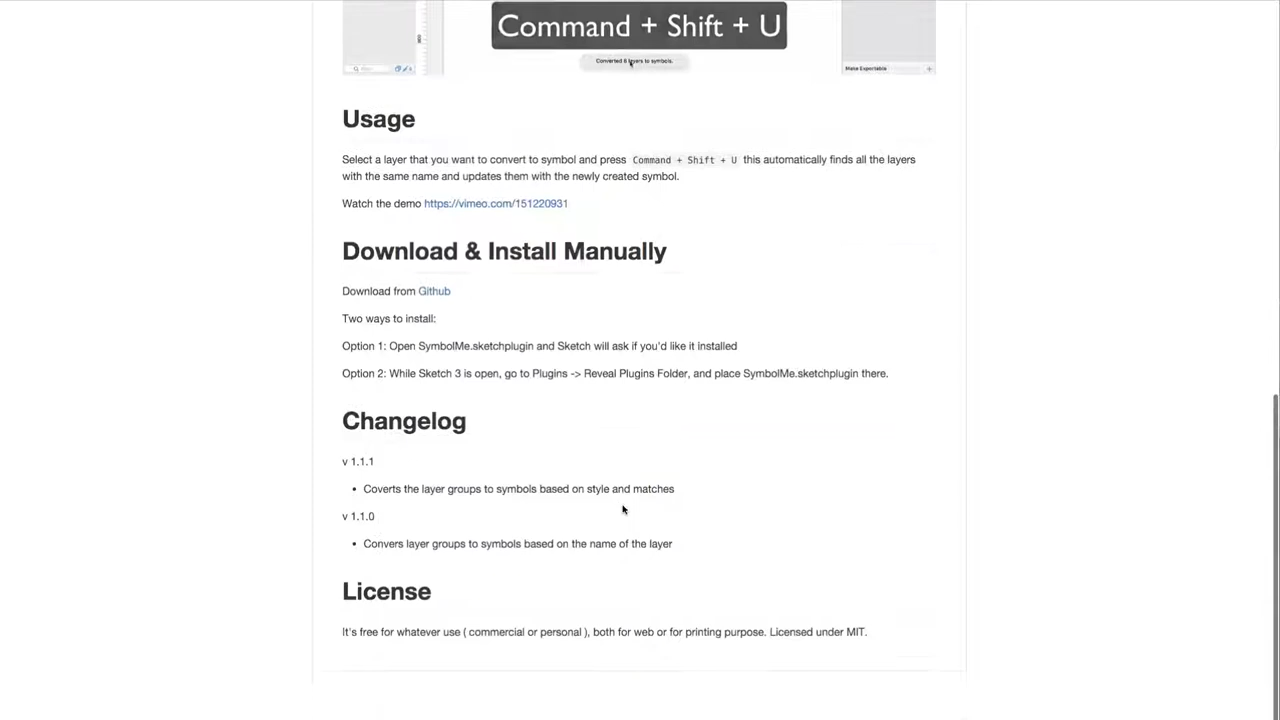 Command + Shift + U
Converted 6 layers to symbols.
Make Exportable
Usage
Select a layer that you want to convert to symbol and press Command + Shift + U this automatically finds all the layers
with the same name and updates them with the newly created symbol.
Watch the demo https://vimeo.com/151220931
Download & Install Manually
Download from Github
Two ways to install:
Option 1: Open SymbolMe.sketchplugin and Sketch will ask if you'd like it installed
Option 2: While Sketch 3 is open, go to Plugins -> Reveal Plugins Folder, and place SymbolMe.sketchplugin there.
Changelog
v 1.1.1
• Coverts the layer groups to symbols based on style and matches
v 1.1.0
• Convers layer groups to symbols based on the name of the layer
License
It's free for whatever use ( commercial or personal ), both for web or for printing purpose. Licensed under MIT.